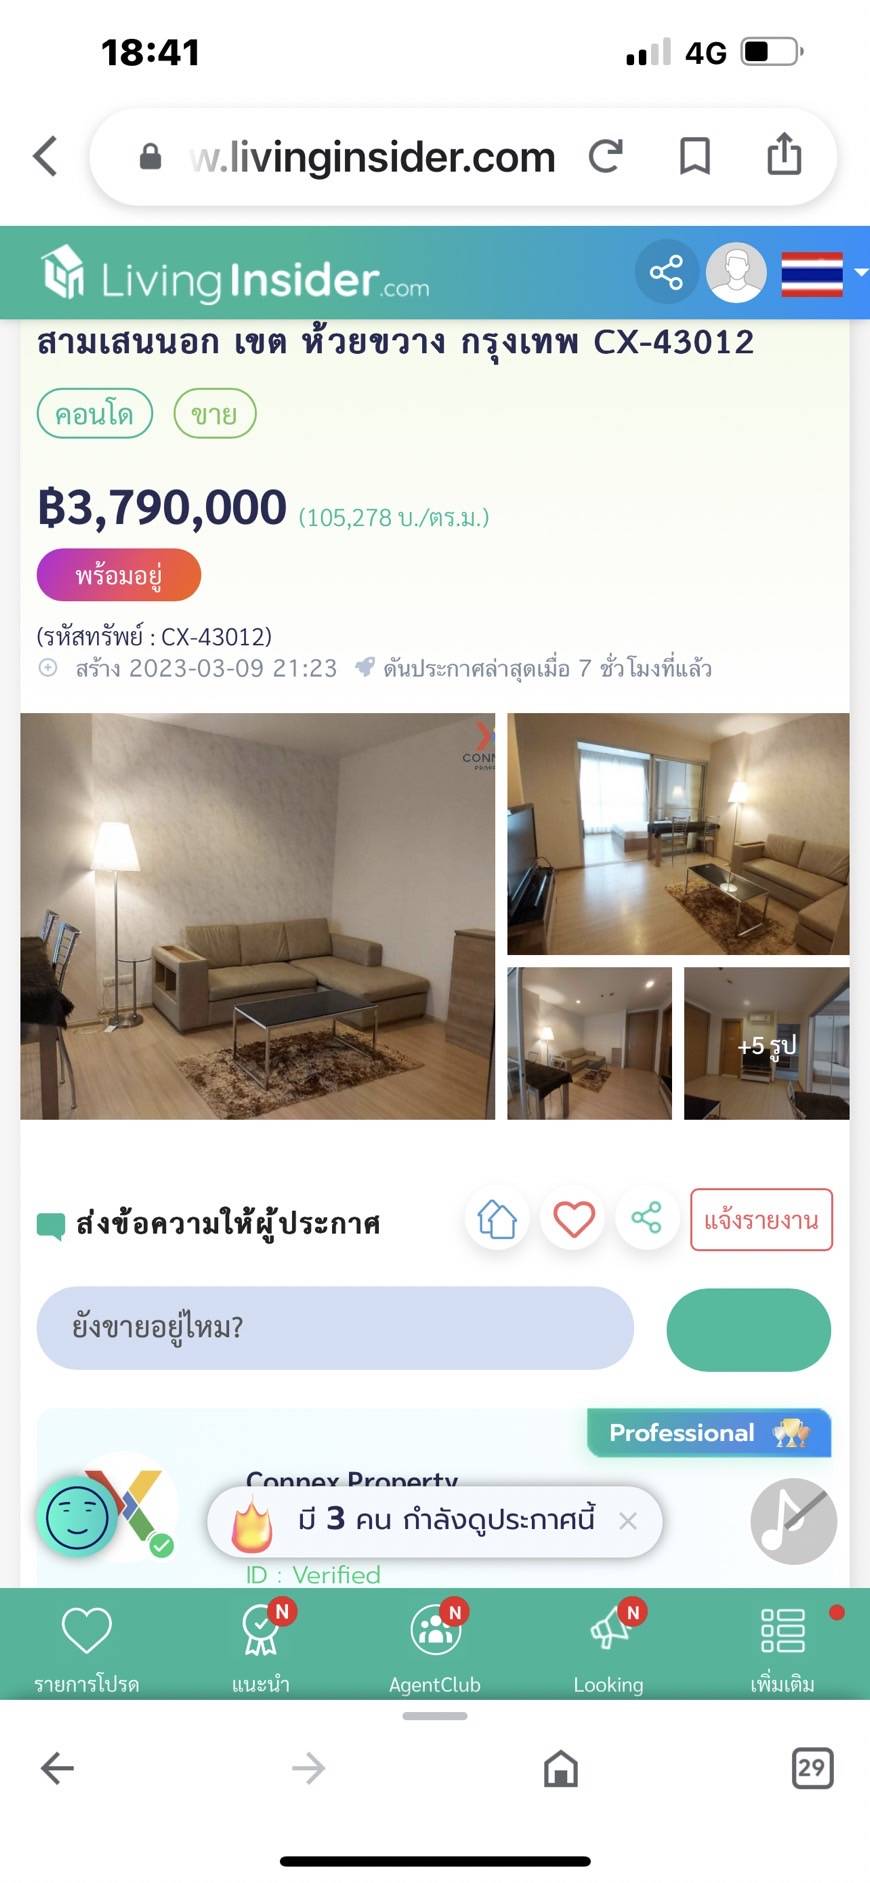 18:41
4G
w.livinginsider.com
LivingInsider.com
สามเสนนอก เขต ห้วยขวาง กรุงเทพ CX-43012
คอนโด ขาย
฿3,790,000 (105,278 บ./ตร.ม.)
พร้อมอยู่
(รหัสทรัพย์ : CX-43012)
สร้าง 2023-03-09 21:23 ดันประกาศล่าสุดเมื่อ 7 ชั่วโมงที่แล้ว
+5 รูป
ส่งข้อความให้ผู้ประกาศ
แจ้งรายงาน
ยังขายอยู่ไหม?
Professional
Connex Property
มี 3 คน กำลังดูประกาศนี้
ID : Verified
N N N
รายการโปรด แนะนำ AgentClub Looking เพิ่มเติม
29